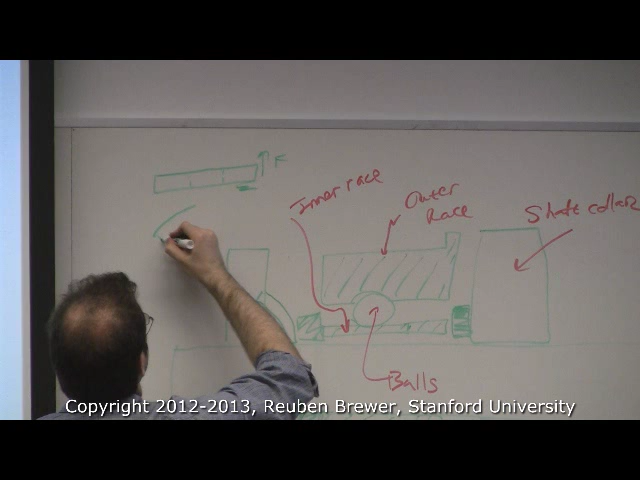 F
Inner race
Outer
Race
Shaft collar
Balls
Copyright 2012-2013, Reuben Brewer, Stanford University